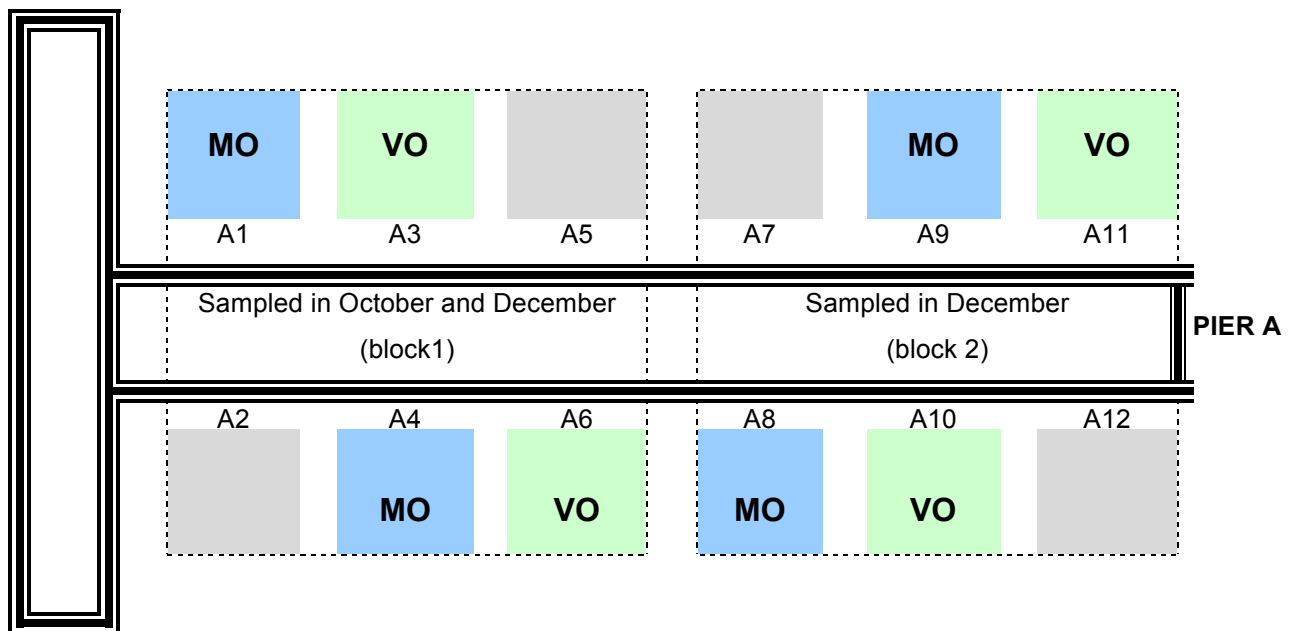 MO VO MO VO
A1 A3 A5 A7 A9 A11
Sampled in October and December
(block1)
Sampled in December
(block 2)
PIER A
A2 A4 A6 A8 A10 A12
MO VO MO VO